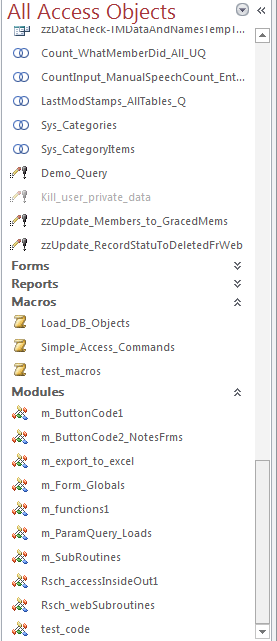 All Access Objects
zzDataCheck-TMDataAndNamesTempT...
Count_WhatMemberDid_All_UQ
CountInput_ManualSpeechCount_Ent...
LastModStamps_AllTables_Q
Sys_Categories
Sys_CategoryItems
Demo_Query
Kill_user_private_data
zzUpdate_Members_to_GracedMems
zzUpdate_RecordStatuToDeletedFrWeb
Forms
Reports
Macros
Load_DB_Objects
Simple_Access_Commands
test_macros
Modules
m_ButtonCode1
m_ButtonCode2_NotesFrms
m_export_to_excel
m_Form_Globals
m_functions1
m_ParamQuery_Loads
m_SubRoutines
Rsch_accessInsideOut1
Rsch_webSubroutines
test_code